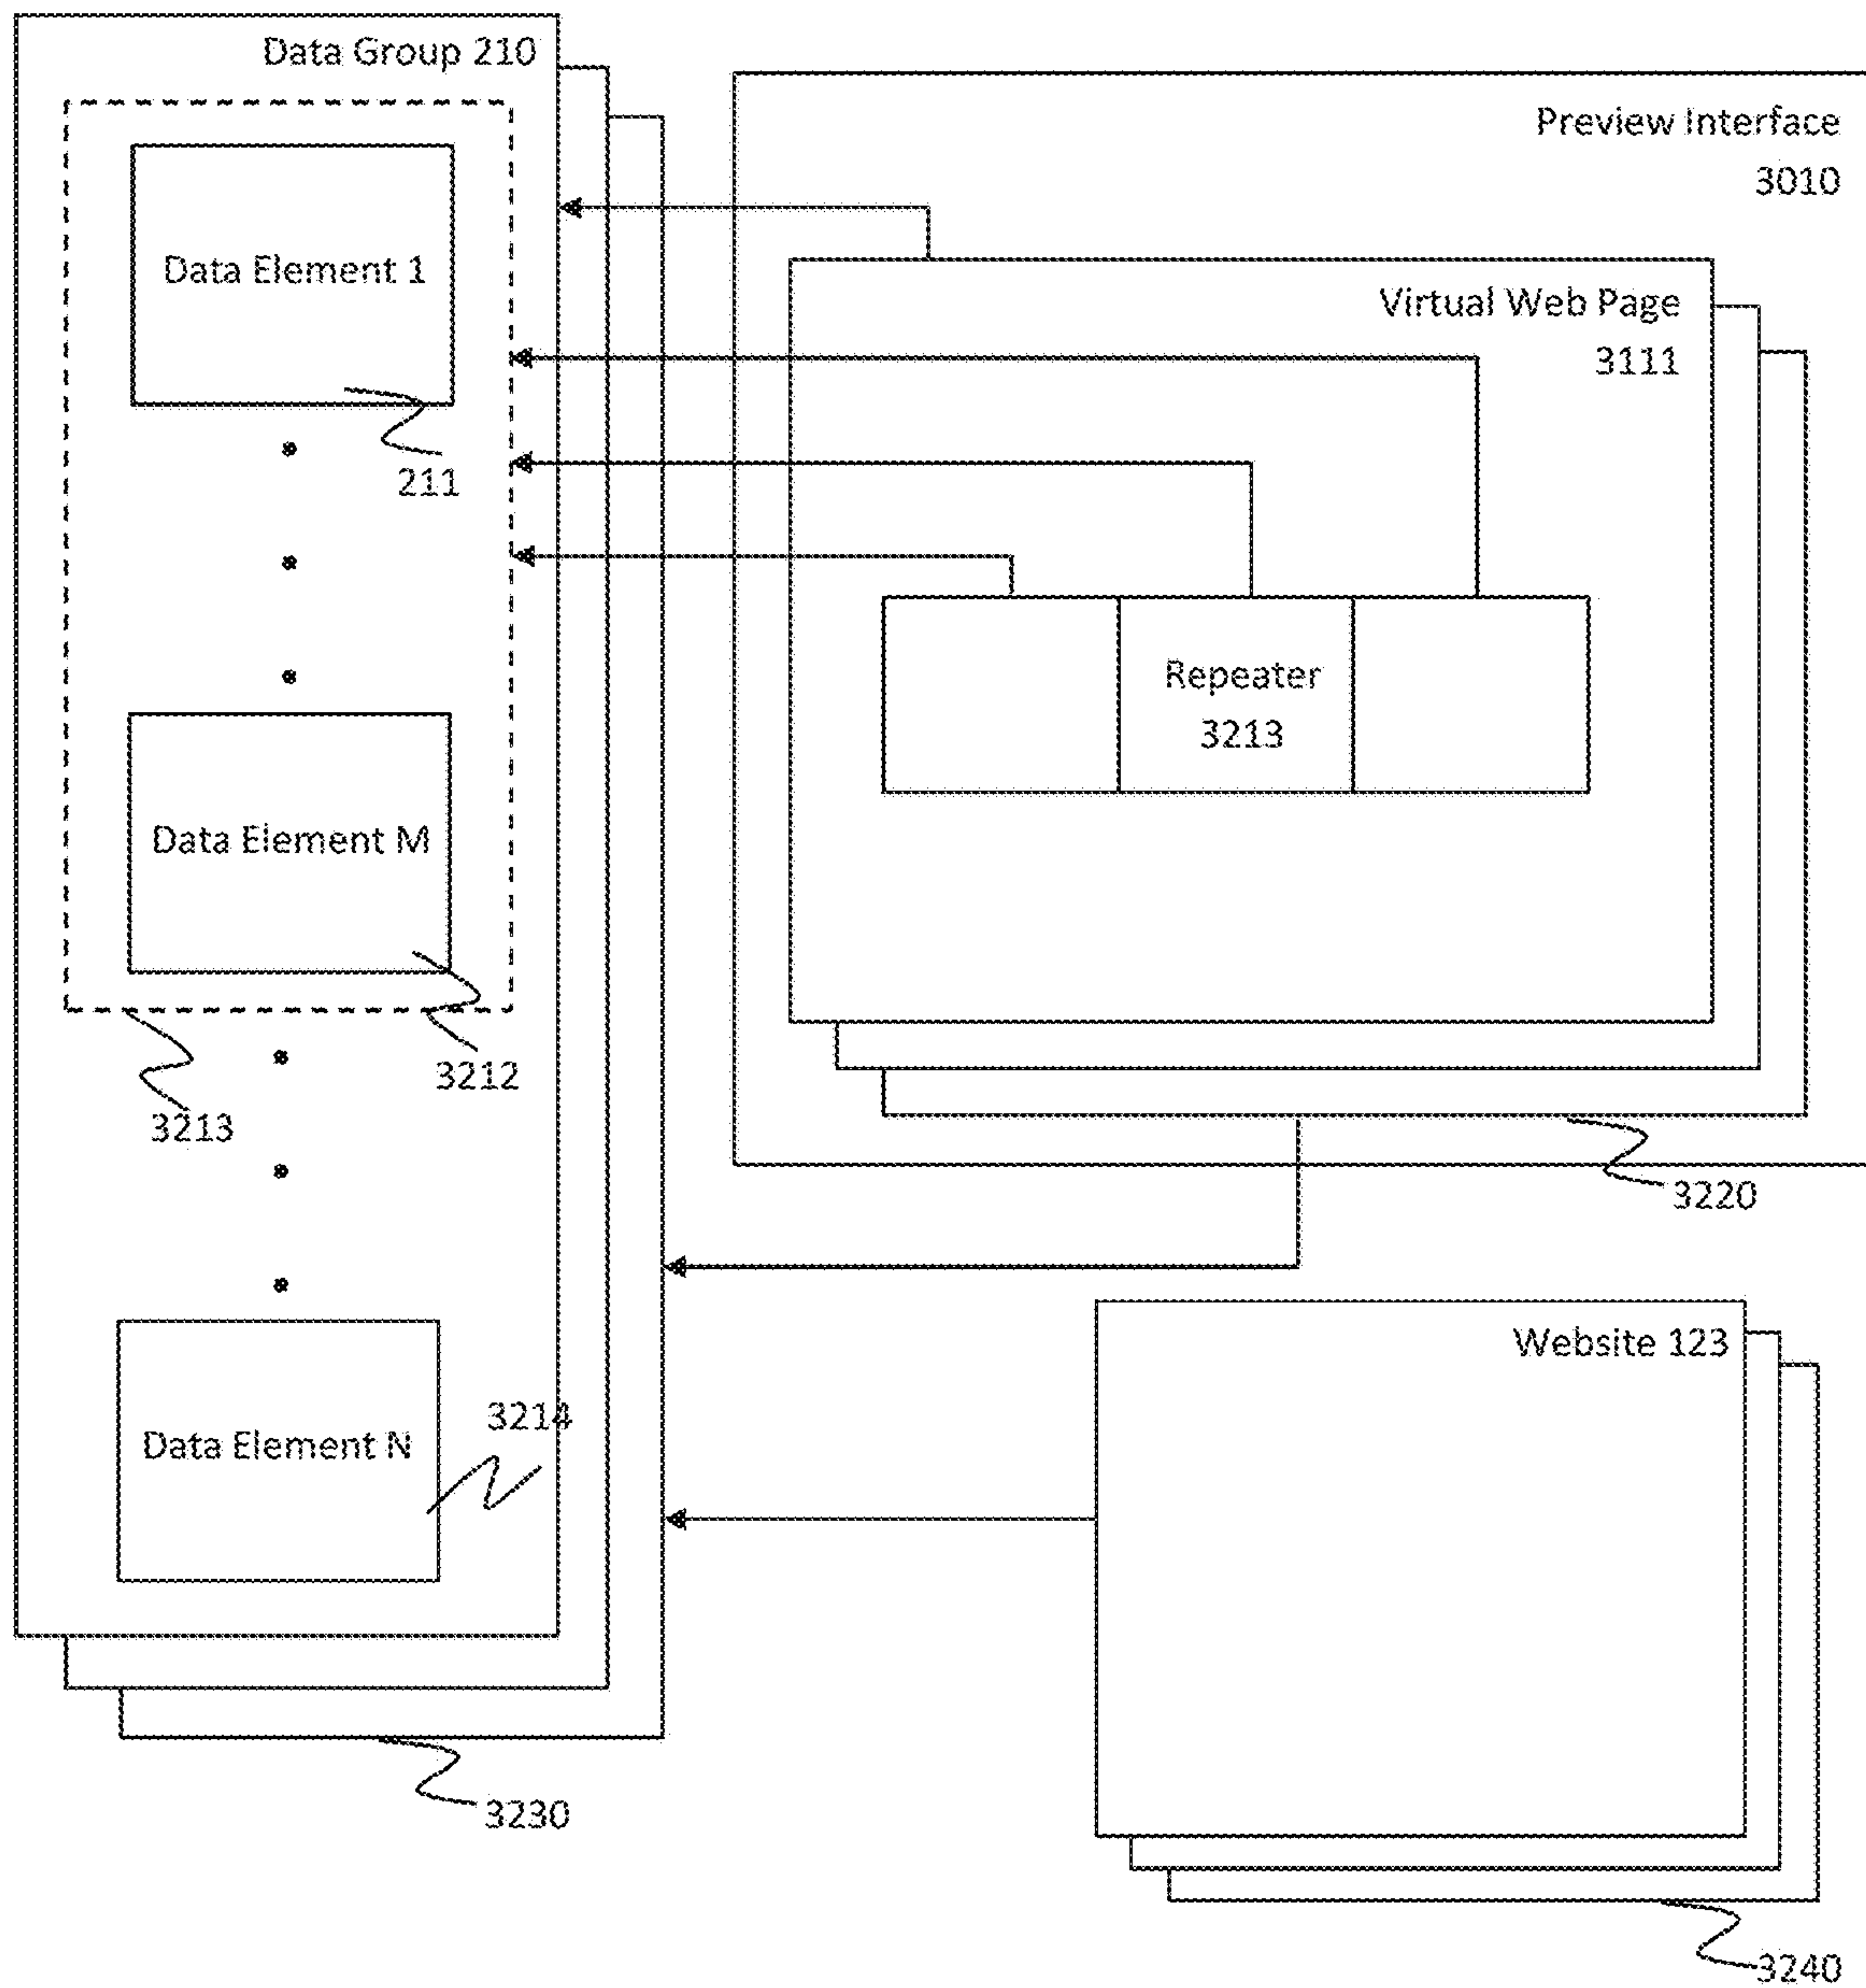 Data Group 210
Preview Interface
3010
Data Element 1
Virtual Web Page
3111
211
Repeater
3213
Data Element M
3212
3213
3220
Website 123
3214
Data Element N
3230
3240